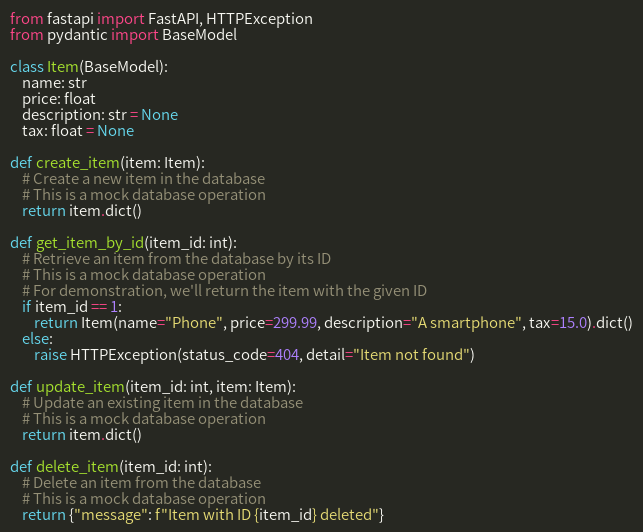 from fastapi import FastAPI, HTTPException
from pydantic import BaseModel

class Item(BaseModel):
    name: str
    price: float
    description: str = None
    tax: float = None

def create_item(item: Item):
    # Create a new item in the database
    # This is a mock database operation
    return item.dict()

def get_item_by_id(item_id: int):
    # Retrieve an item from the database by its ID
    # This is a mock database operation
    # For demonstration, we'll return the item with the given ID
    if item_id == 1:
        return Item(name="Phone", price=299.99, description="A smartphone", tax=15.0).dict()
    else:
        raise HTTPException(status_code=404, detail="Item not found")

def update_item(item_id: int, item: Item):
    # Update an existing item in the database
    # This is a mock database operation
    return item.dict()

def delete_item(item_id: int):
    # Delete an item from the database
    # This is a mock database operation
    return {"message": f"Item with ID {item_id} deleted"}